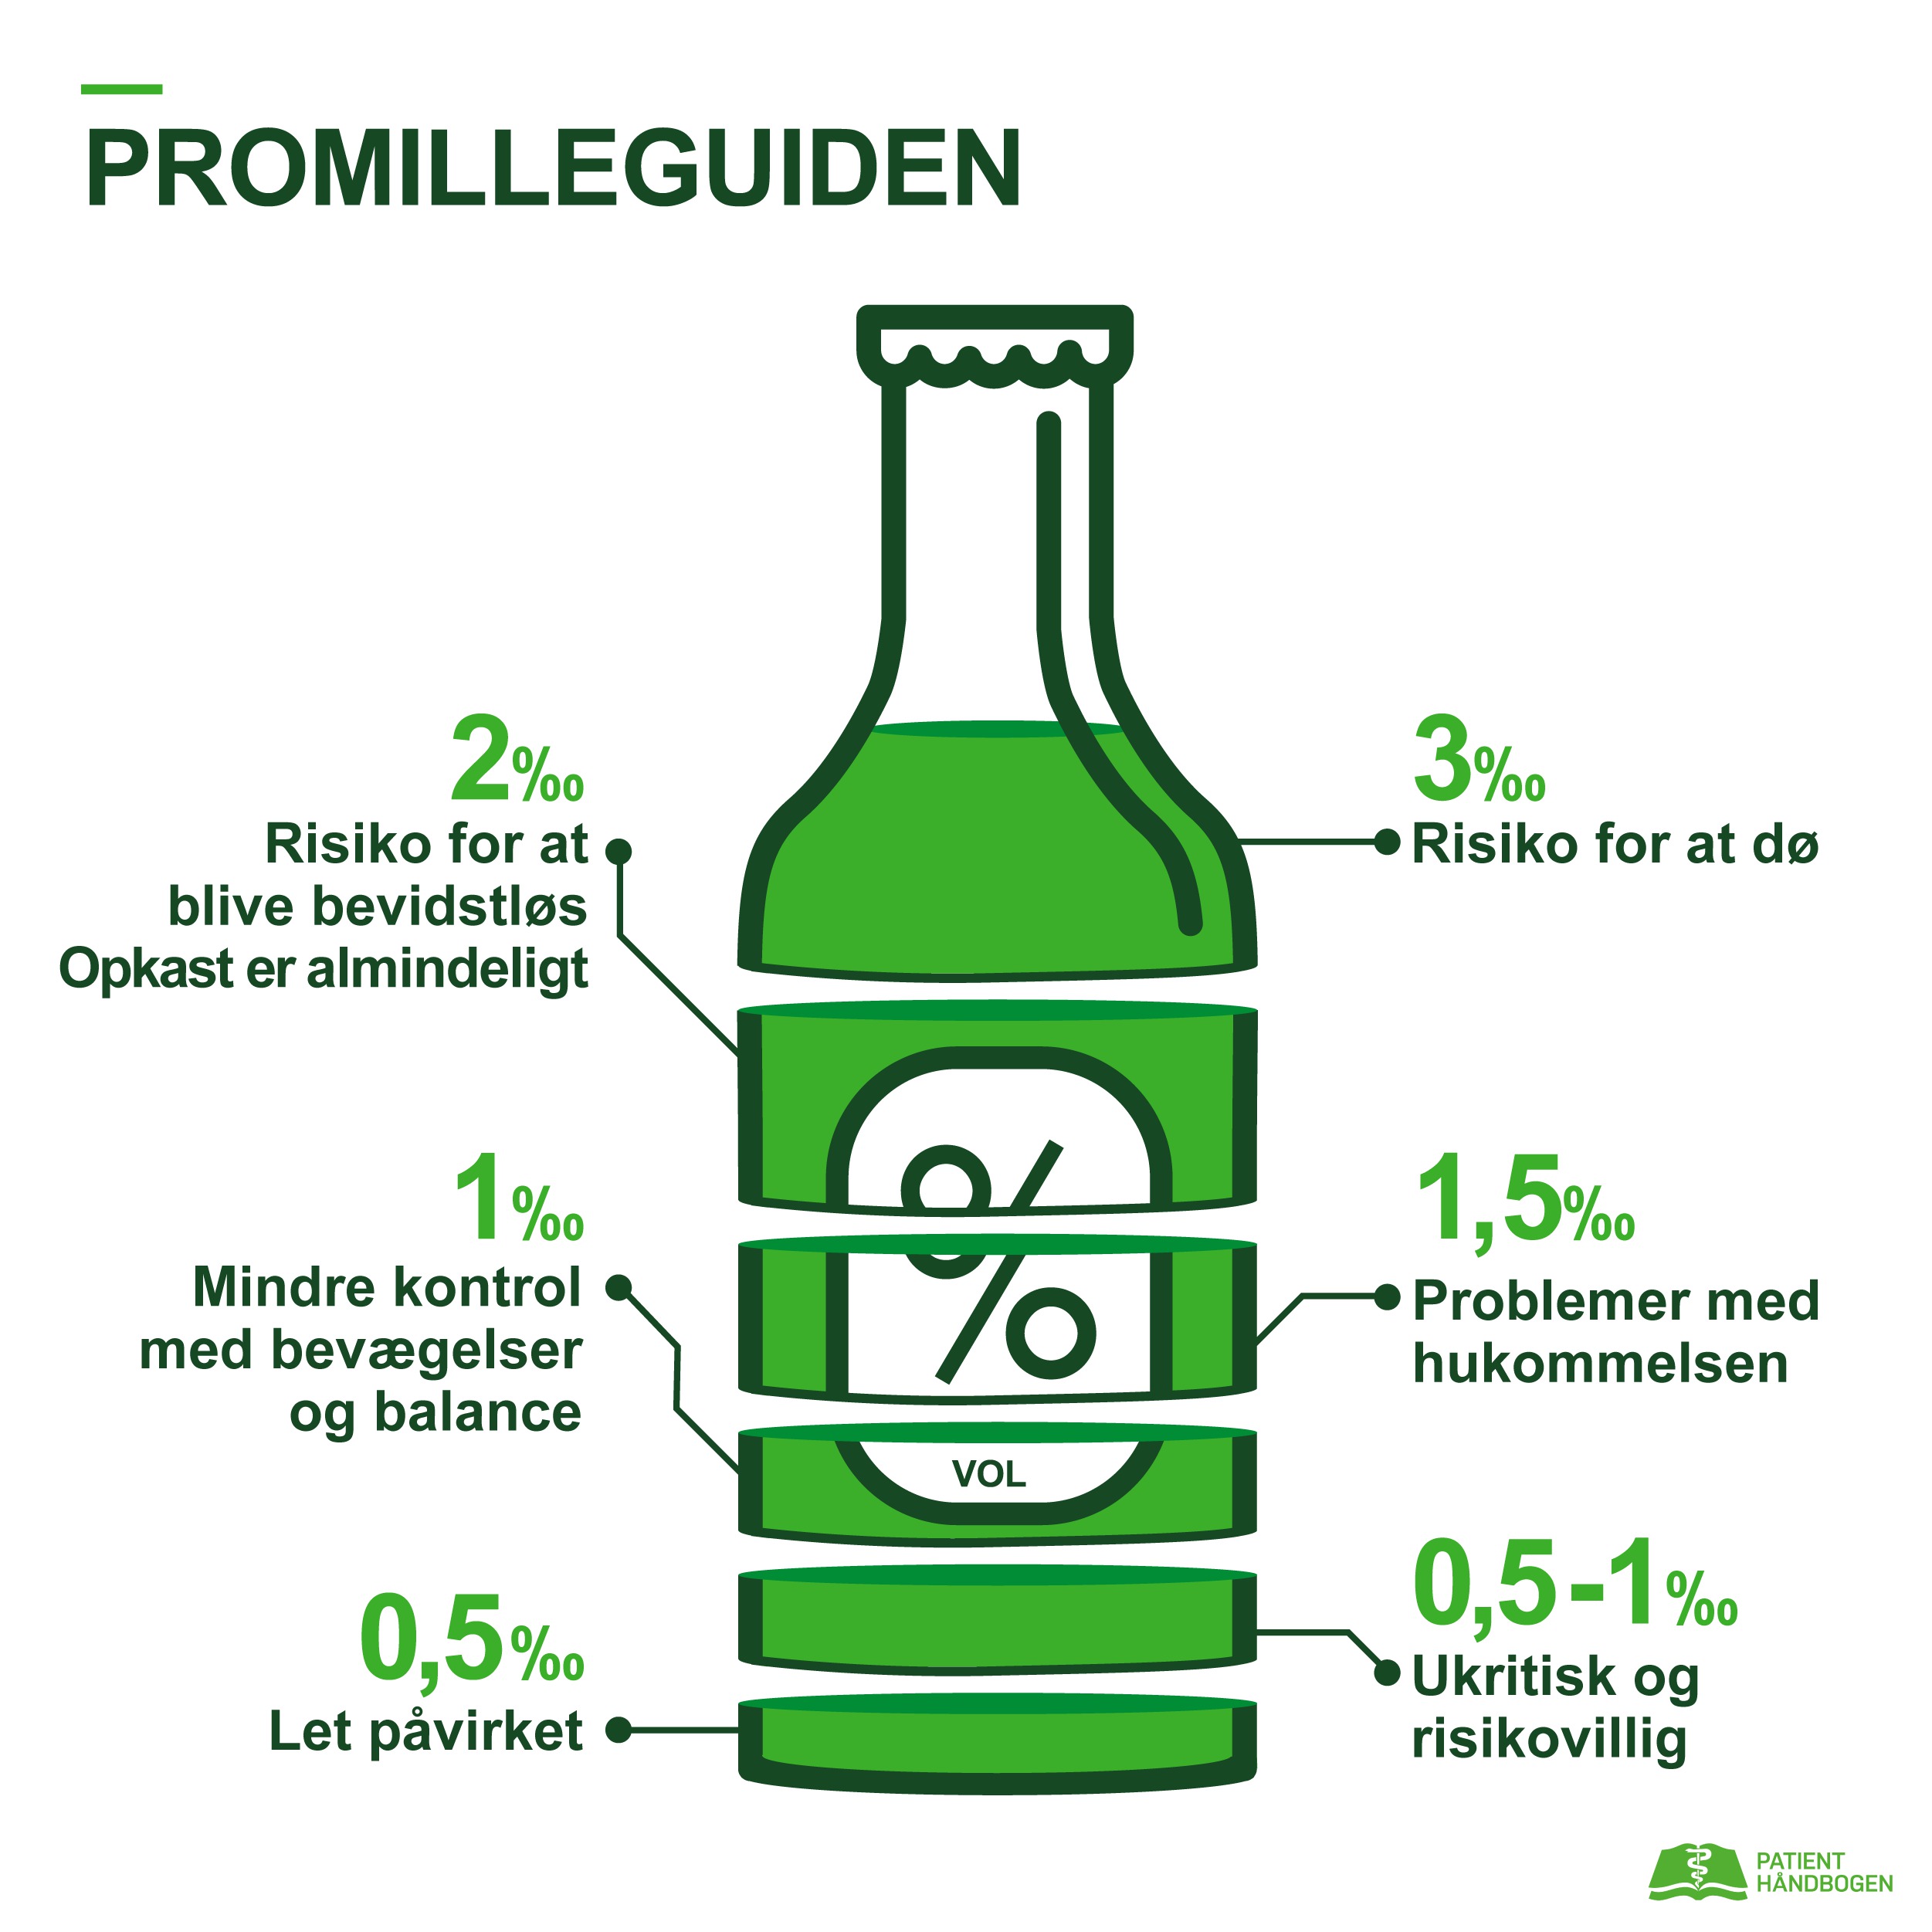 PROMILLEGUIDEN
2‰
Risiko for at
blive bevidstløs
Opkast er almindeligt
3‰
Risiko for at dø
1‰
Mindre kontrol
med bevægelser
og balance
1,5‰
Problemer med
hukommelsen
%
VOL
0,5‰
Let påvirket
0,5-1‰
Ukritisk og
risikovillig
PATIENT
HÅNDBOGEN